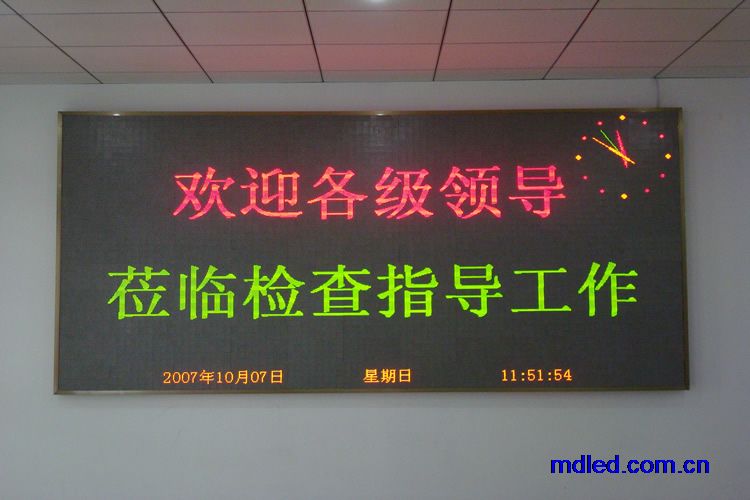 欢迎各级领导
莅临检查指导工作
2007年10月07日 星期日 11:51:54
mdled.com.cn